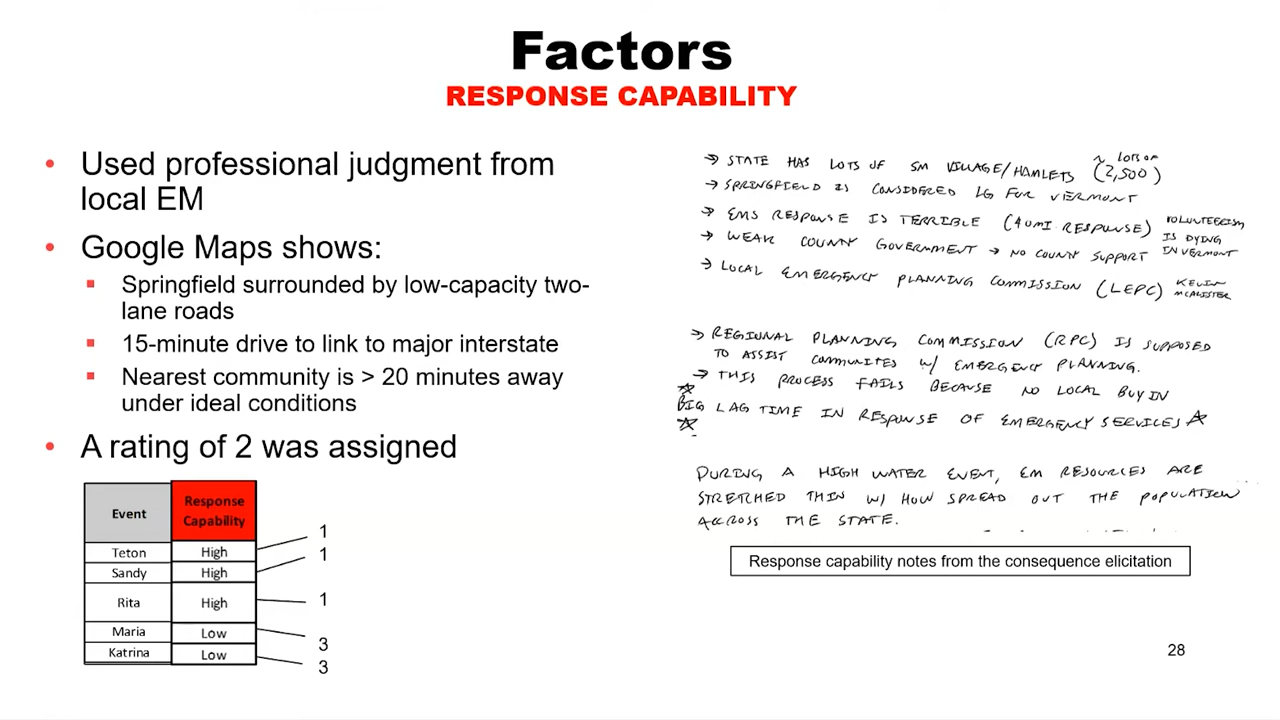 Factors
RESPONSE CAPABILITY
• Used professional judgment from
local EM
• Google Maps shows:
▪ Springfield surrounded by low-capacity two-
lane roads
▪ 15-minute drive to link to major interstate
▪ Nearest community is > 20 minutes away
under ideal conditions
• A rating of 2 was assigned
Event Response Capability
Teton High 1
Sandy High 1
Rita High 1
Maria Low 3
Katrina Low 3
→ STATE HAS LOTS OF SM VILLAGE/HAMLETS (2,500)
~ LOTS OF
→ SPRINGFIELD IS CONSIDERED LG FOR VERMONT
→ EMS RESPONSE IS TERRIBLE (40 MI RESPONSE)
VOLUNTEERISM
IS DYING
IN VERMONT
→ WEAK COUNTY GOVERNMENT → NO COUNTY SUPPORT
→ LOCAL EMERGENCY PLANNING COMMISSION (LEPC)
KEVIN
MCALISTER
→ REGIONAL PLANNING COMMISSION (RPC) IS SUPPOSED
TO ASSIST COMMUNITES W/ EMERGENCY PLANNING.
→ THIS PROCESS FAILS BECAUSE NO LOCAL BUY IN
BIG LAG TIME IN RESPONSE OF EMERGENCY SERVICES
DURING A HIGH WATER EVENT, EM RESOURCES ARE
STRETCHED THIN W/ HOW SPREAD OUT THE POPULATION
ACROSS THE STATE.
Response capability notes from the consequence elicitation
28